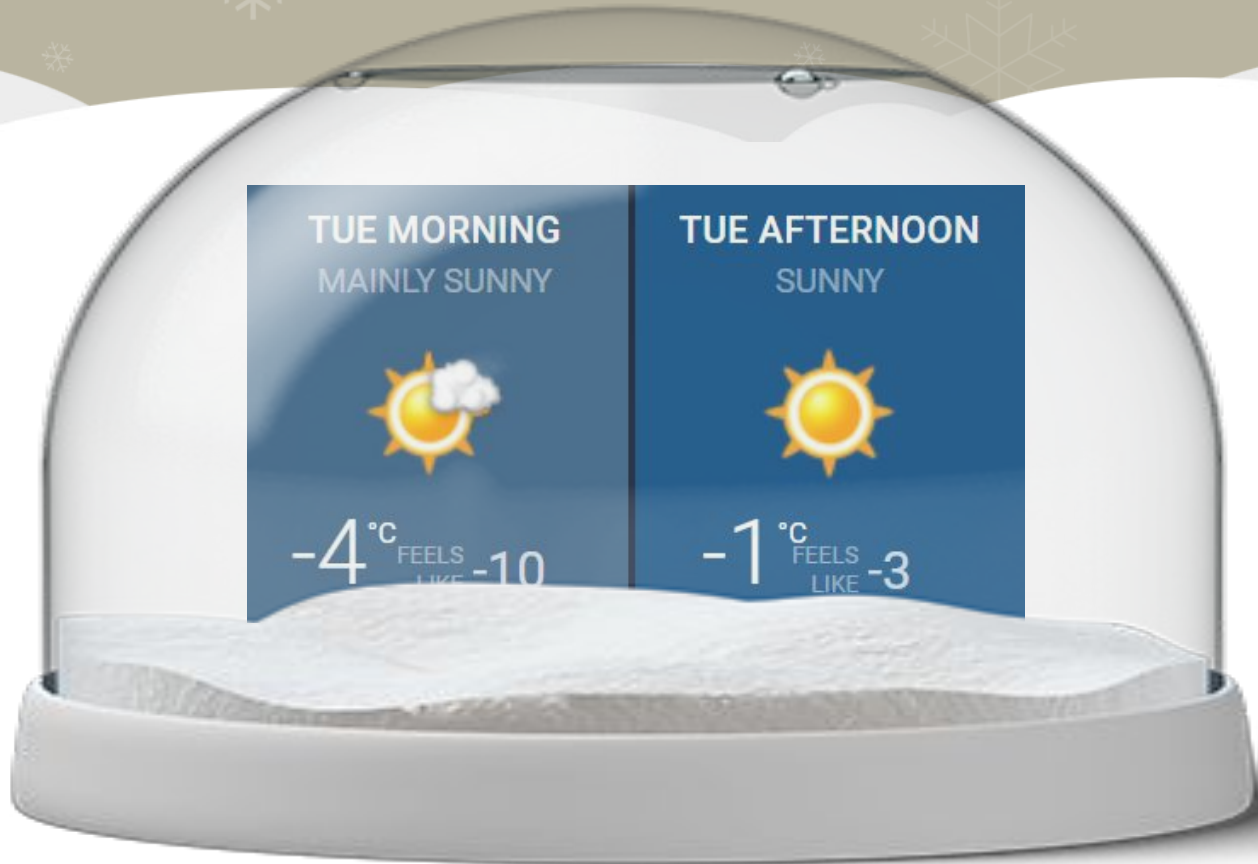 TUE MORNING
MAINLY SUNNY
-4 °C FEELS LIKE -10
TUE AFTERNOON
SUNNY
-1 °C FEELS LIKE -3